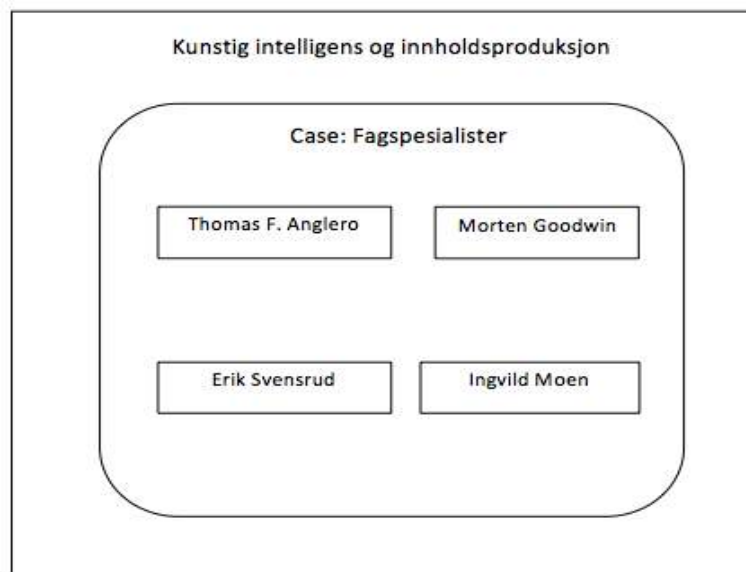 Kunstig intelligens og innholdsproduksjon
Case: Fagspesialister
Thomas F. Anglero
Morten Goodwin
Erik Svensrud
Ingvild Moen